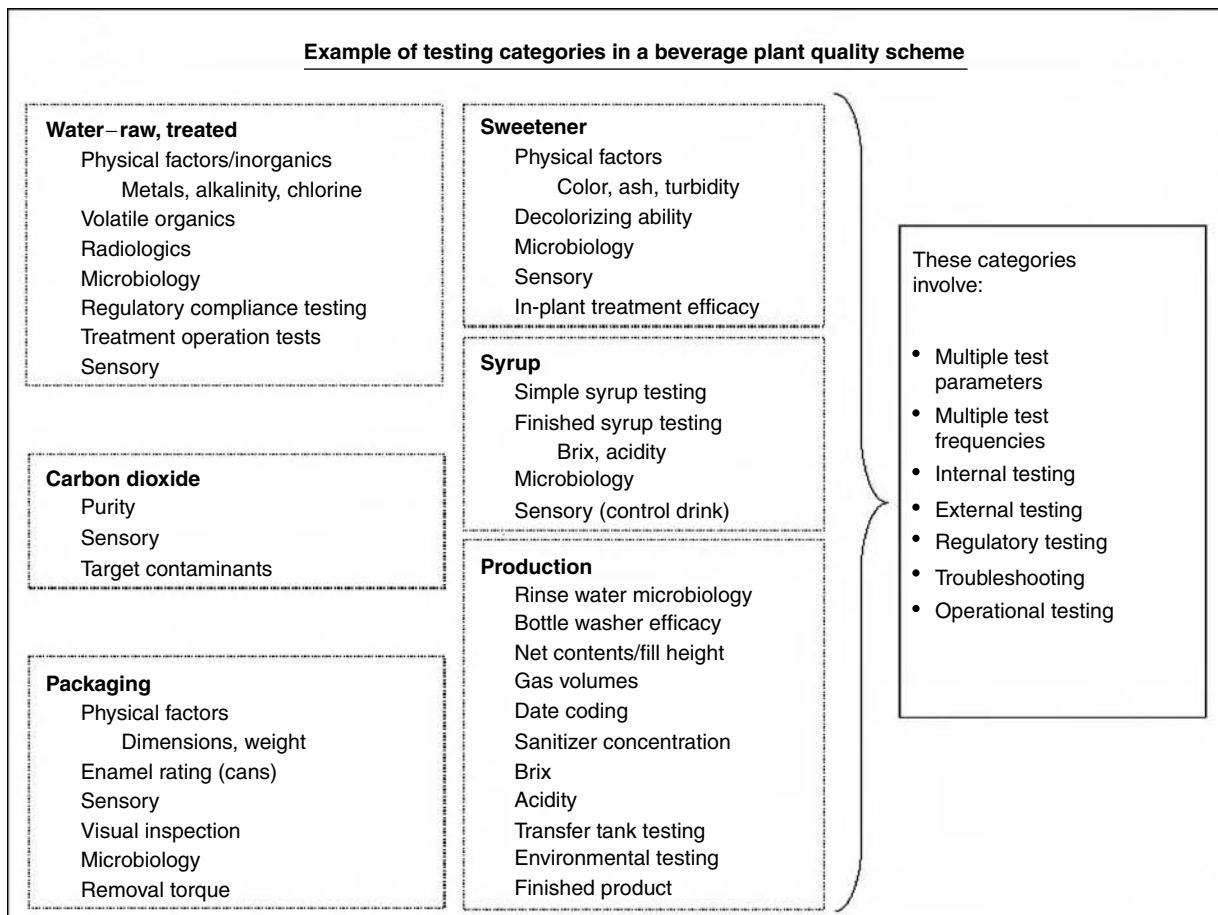 Example of testing categories in a beverage plant quality scheme
Water–raw, treated
Physical factors/inorganics
Metals, alkalinity, chlorine
Volatile organics
Radiologics
Microbiology
Regulatory compliance testing
Treatment operation tests
Sensory
Carbon dioxide
Purity
Sensory
Target contaminants
Packaging
Physical factors
Dimensions, weight
Enamel rating (cans)
Sensory
Visual inspection
Microbiology
Removal torque
Sweetener
Physical factors
Color, ash, turbidity
Decolorizing ability
Microbiology
Sensory
In-plant treatment efficacy
Syrup
Simple syrup testing
Finished syrup testing
Brix, acidity
Microbiology
Sensory (control drink)
Production
Rinse water microbiology
Bottle washer efficacy
Net contents/fill height
Gas volumes
Date coding
Sanitizer concentration
Brix
Acidity
Transfer tank testing
Environmental testing
Finished product
These categories
involve:
• Multiple test
parameters
• Multiple test
frequencies
• Internal testing
• External testing
• Regulatory testing
• Troubleshooting
• Operational testing